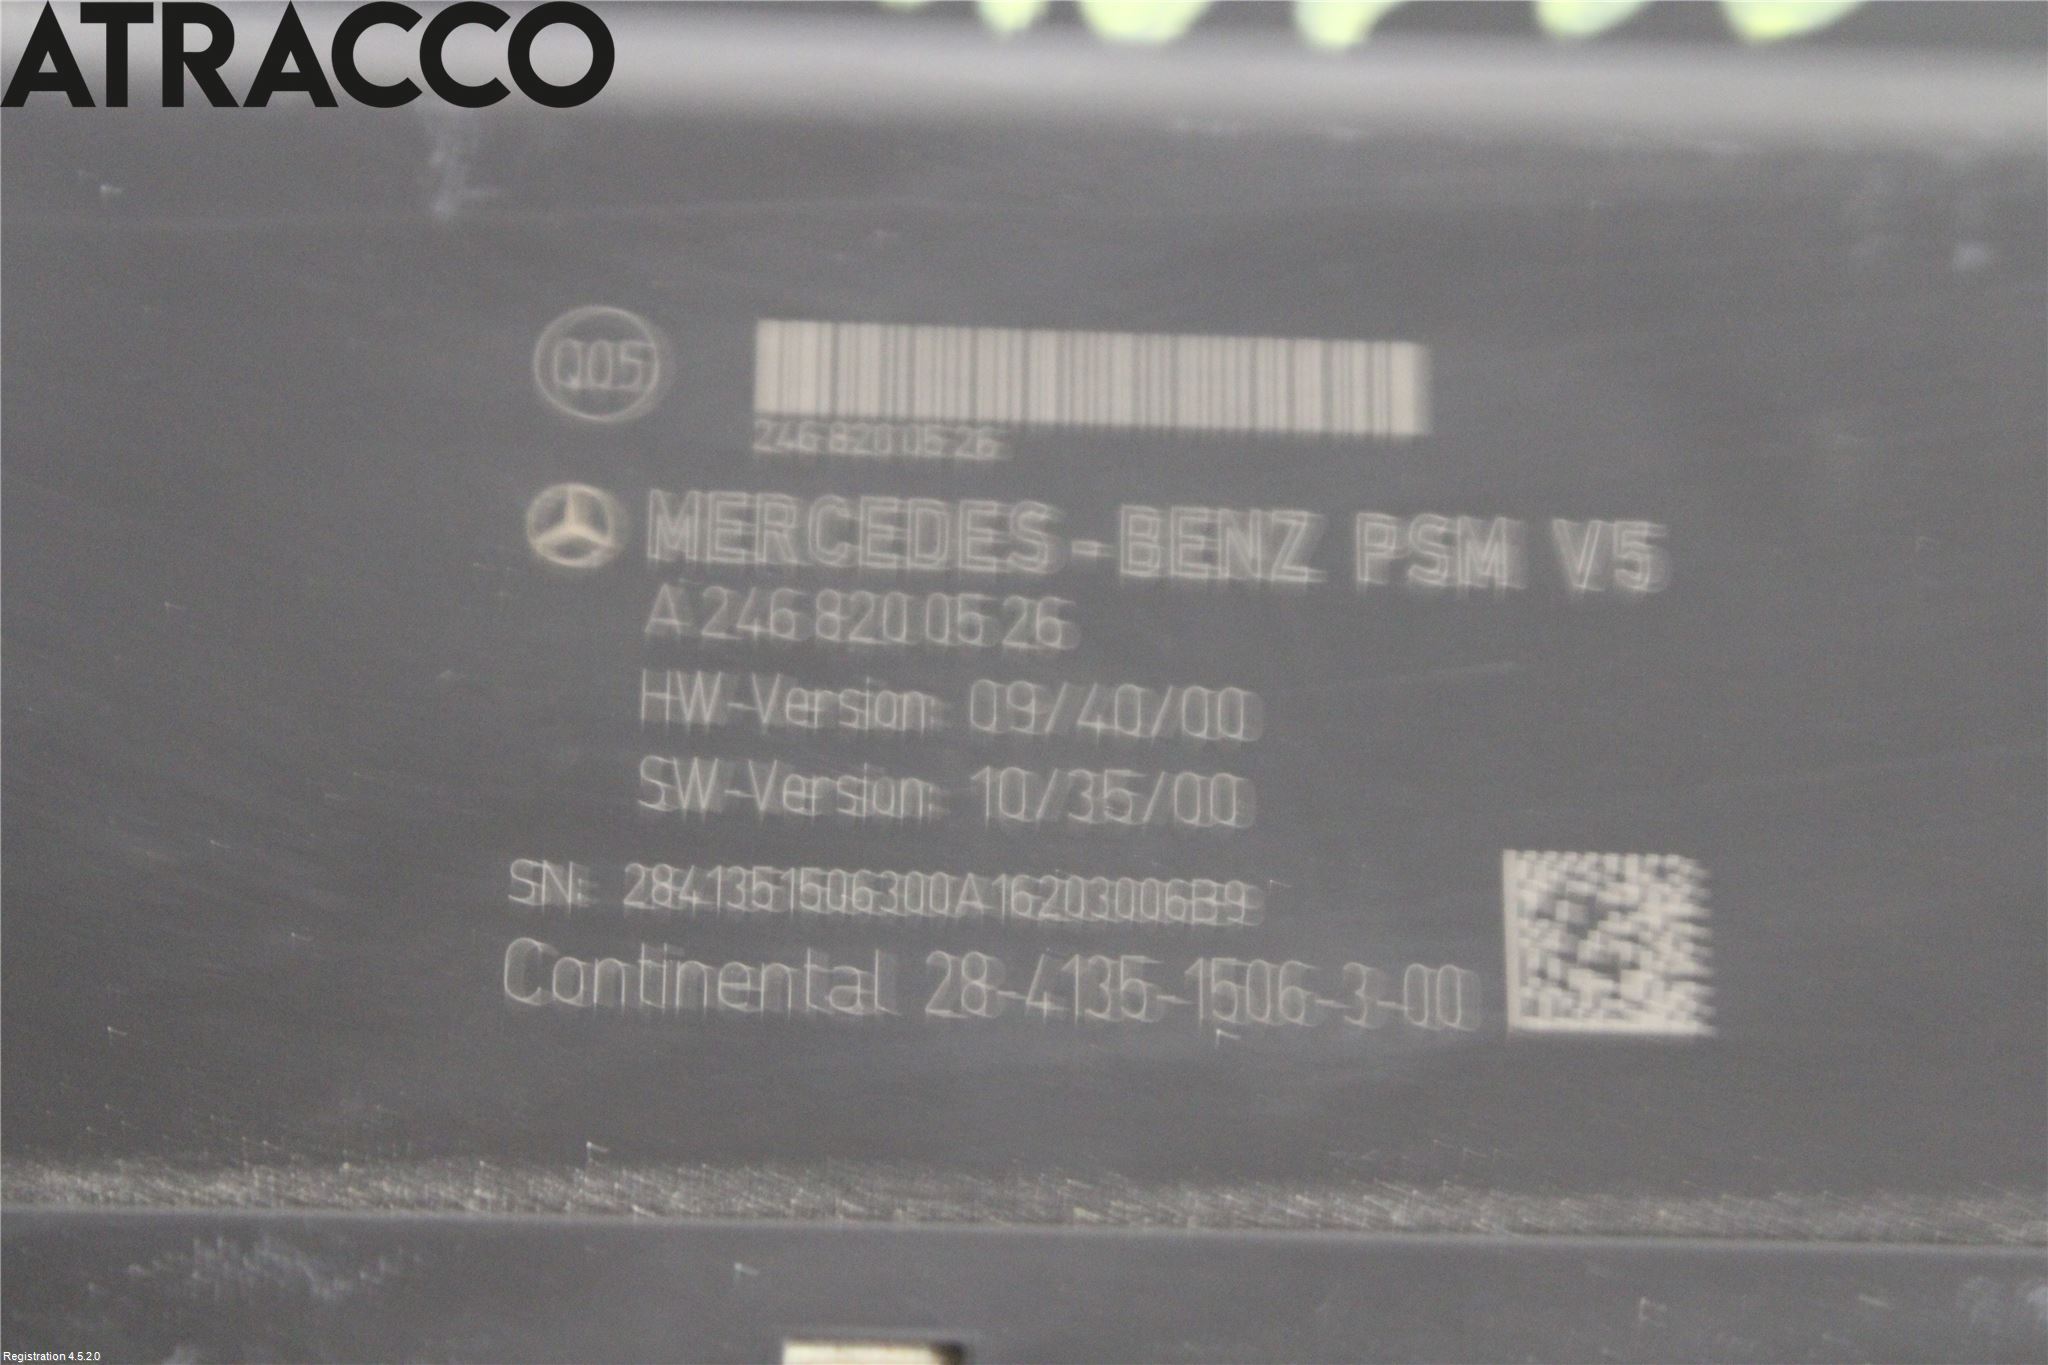 ATRACCO
Q05
246 820 05 26
MERCEDES-BENZ PSM V5
A 246 820 05 26
HW-Version: 09/40/00
SW-Version: 10/35/00
SN: 2841351506300A16203006B9
Continental 28-4135-1506-3-00
Registration 4.5.2.0